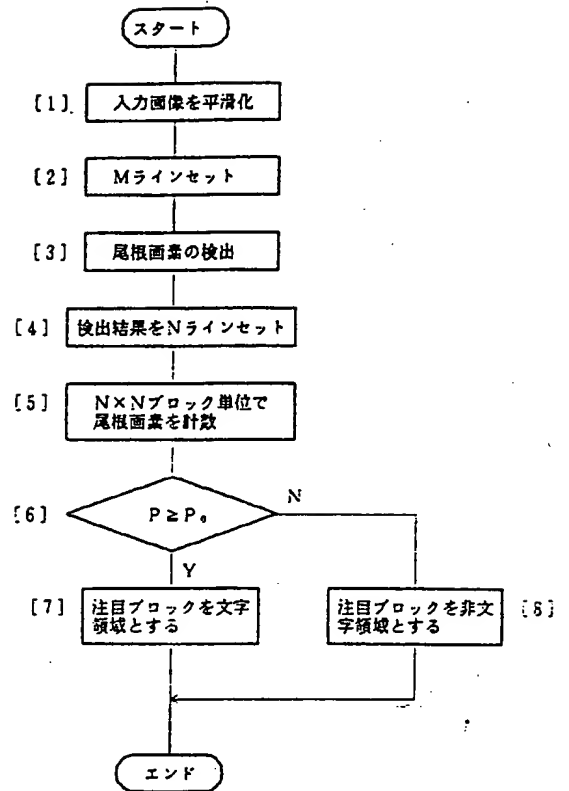 スタート
[1] 入力画像を平滑化
[2] Mラインセット
[3] 尾根画素の検出
[4] 検出結果をNラインセット
[5] N×Nブロック単位で
尾根画素を計数
[6] P≧P₀
N
Y
[7] 注目ブロックを文字
領域とする
注目ブロックを非文
字領域とする [8]
エンド